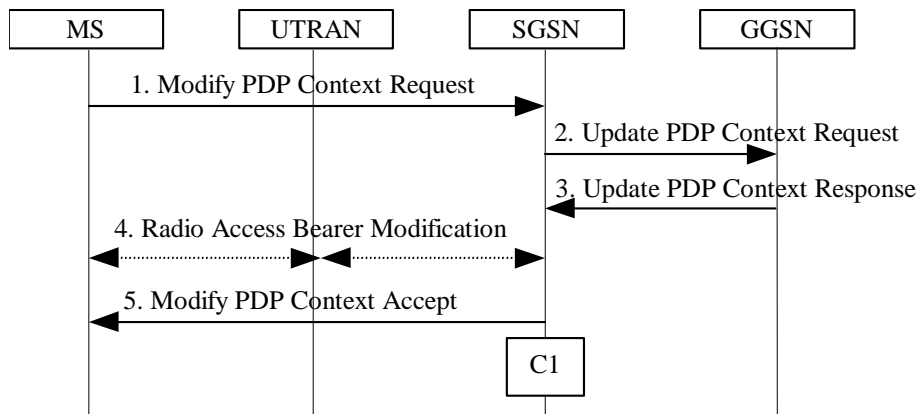 MS UTRAN SGSN GGSN
1. Modify PDP Context Request
2. Update PDP Context Request
3. Update PDP Context Response
4. Radio Access Bearer Modification
5. Modify PDP Context Accept
C1